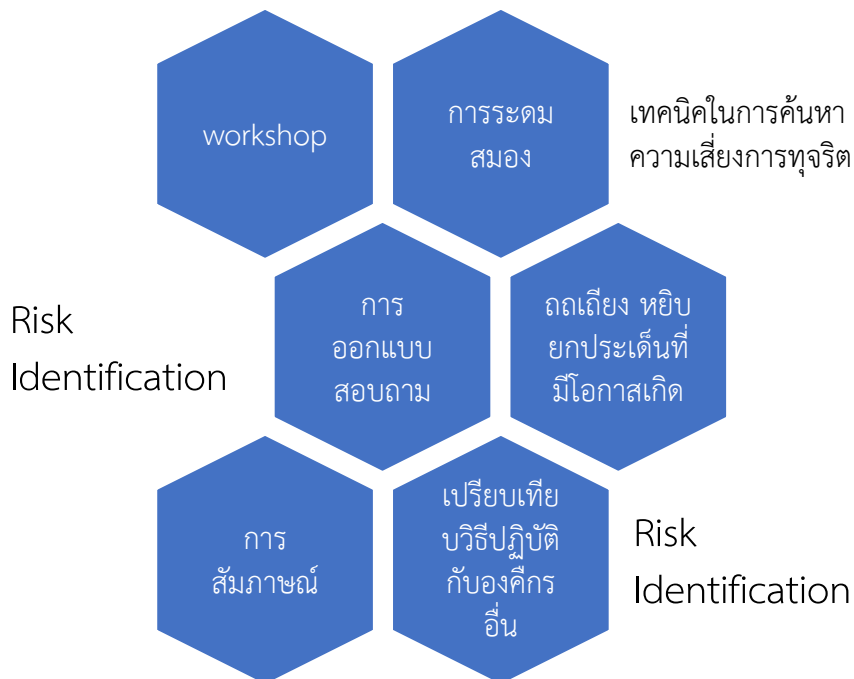 workshop
การระดม
สมอง
เทคนิคในการค้นหา
ความเสี่ยงการทุจริต
Risk
Identification
การ
ออกแบบ
สอบถาม
ถถเถียง หยิบ
ยกประเด็นที่
มีโอกาสเกิด
การ
สัมภาษณ์
เปรียบเทีย
บวิธีปฏิบัติ
กับองค์กร
อื่น
Risk
Identification